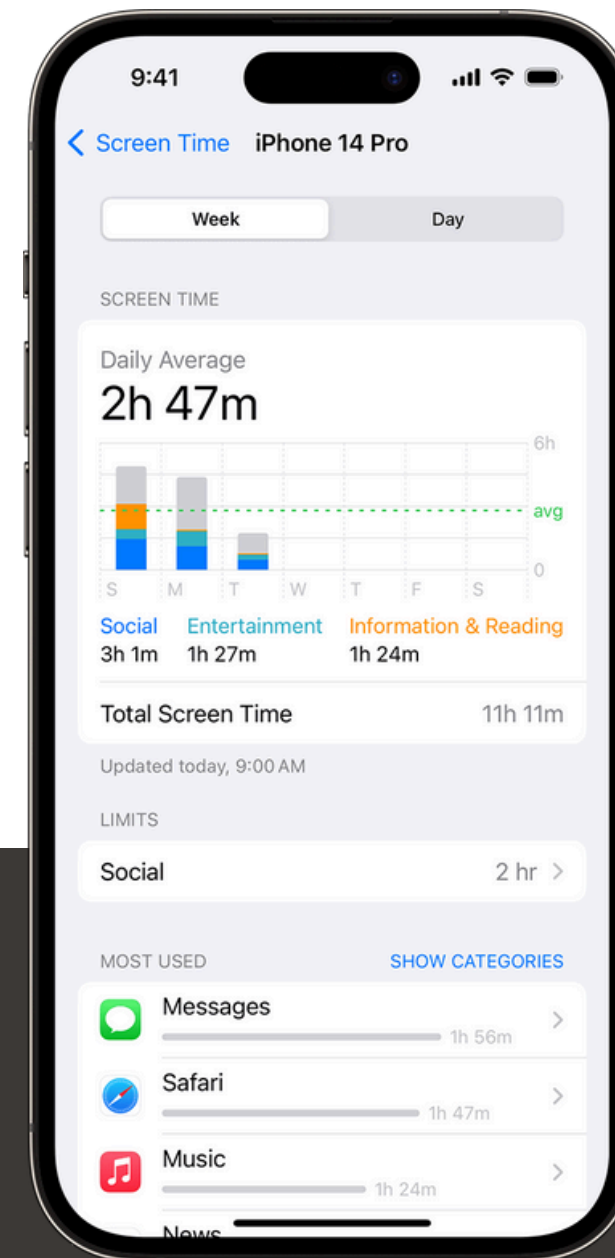 9:41
Screen Time iPhone 14 Pro
Week Day
SCREEN TIME
Daily Average
2h 47m
6h
avg
0
S M T W T F S
Social Entertainment Information & Reading
3h 1m 1h 27m 1h 24m
Total Screen Time 11h 11m
Updated today, 9:00 AM
LIMITS
Social 2 hr
MOST USED SHOW CATEGORIES
Messages
1h 56m
Safari
1h 47m
Music
1h 24m
News